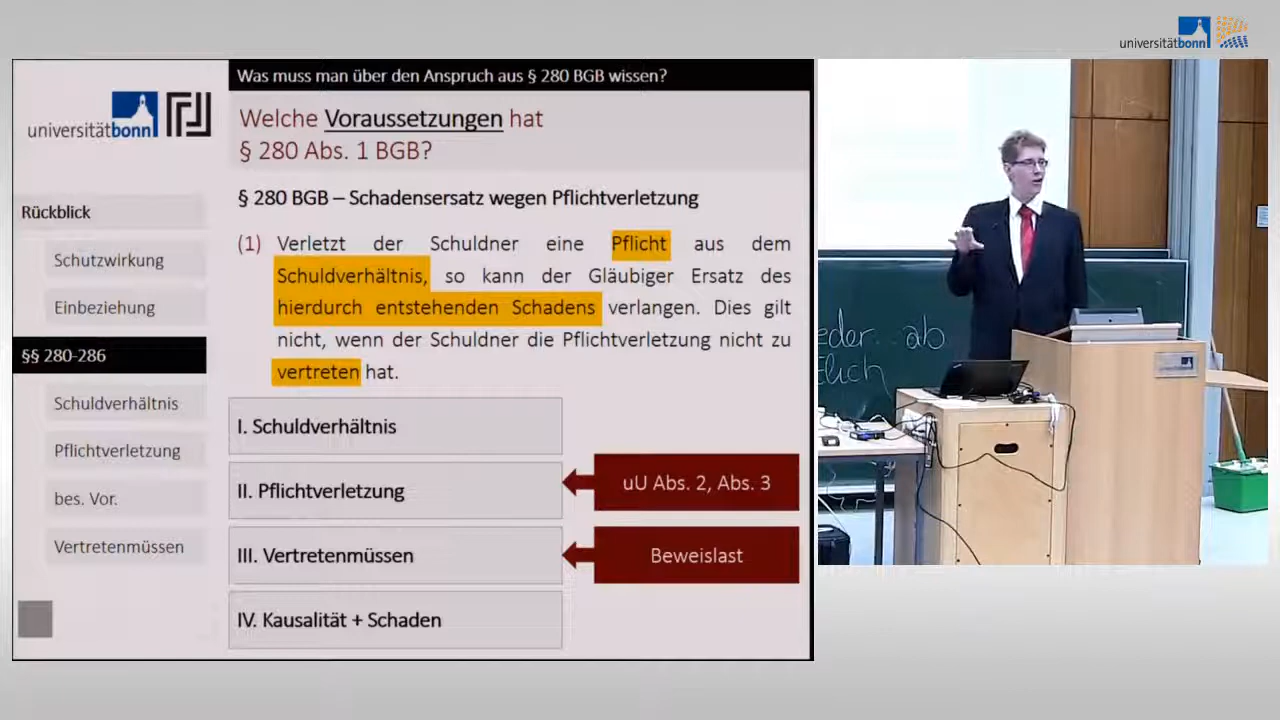 universitätbonn
Was muss man über den Anspruch aus § 280 BGB wissen?
universitätbonn
Welche Voraussetzungen hat
§ 280 Abs. 1 BGB?
Rückblick
Schutzwirkung
Einbeziehung
§§ 280-286
Schuldverhältnis
Pflichtverletzung
bes. Vor.
Vertretenmüssen
§ 280 BGB – Schadensersatz wegen Pflichtverletzung
(1) Verletzt der Schuldner eine Pflicht aus dem
Schuldverhältnis, so kann der Gläubiger Ersatz des
hierdurch entstehenden Schadens verlangen. Dies gilt
nicht, wenn der Schuldner die Pflichtverletzung nicht zu
vertreten hat.
I. Schuldverhältnis
II. Pflichtverletzung
uU Abs. 2, Abs. 3
III. Vertretenmüssen
Beweislast
IV. Kausalität + Schaden
ab